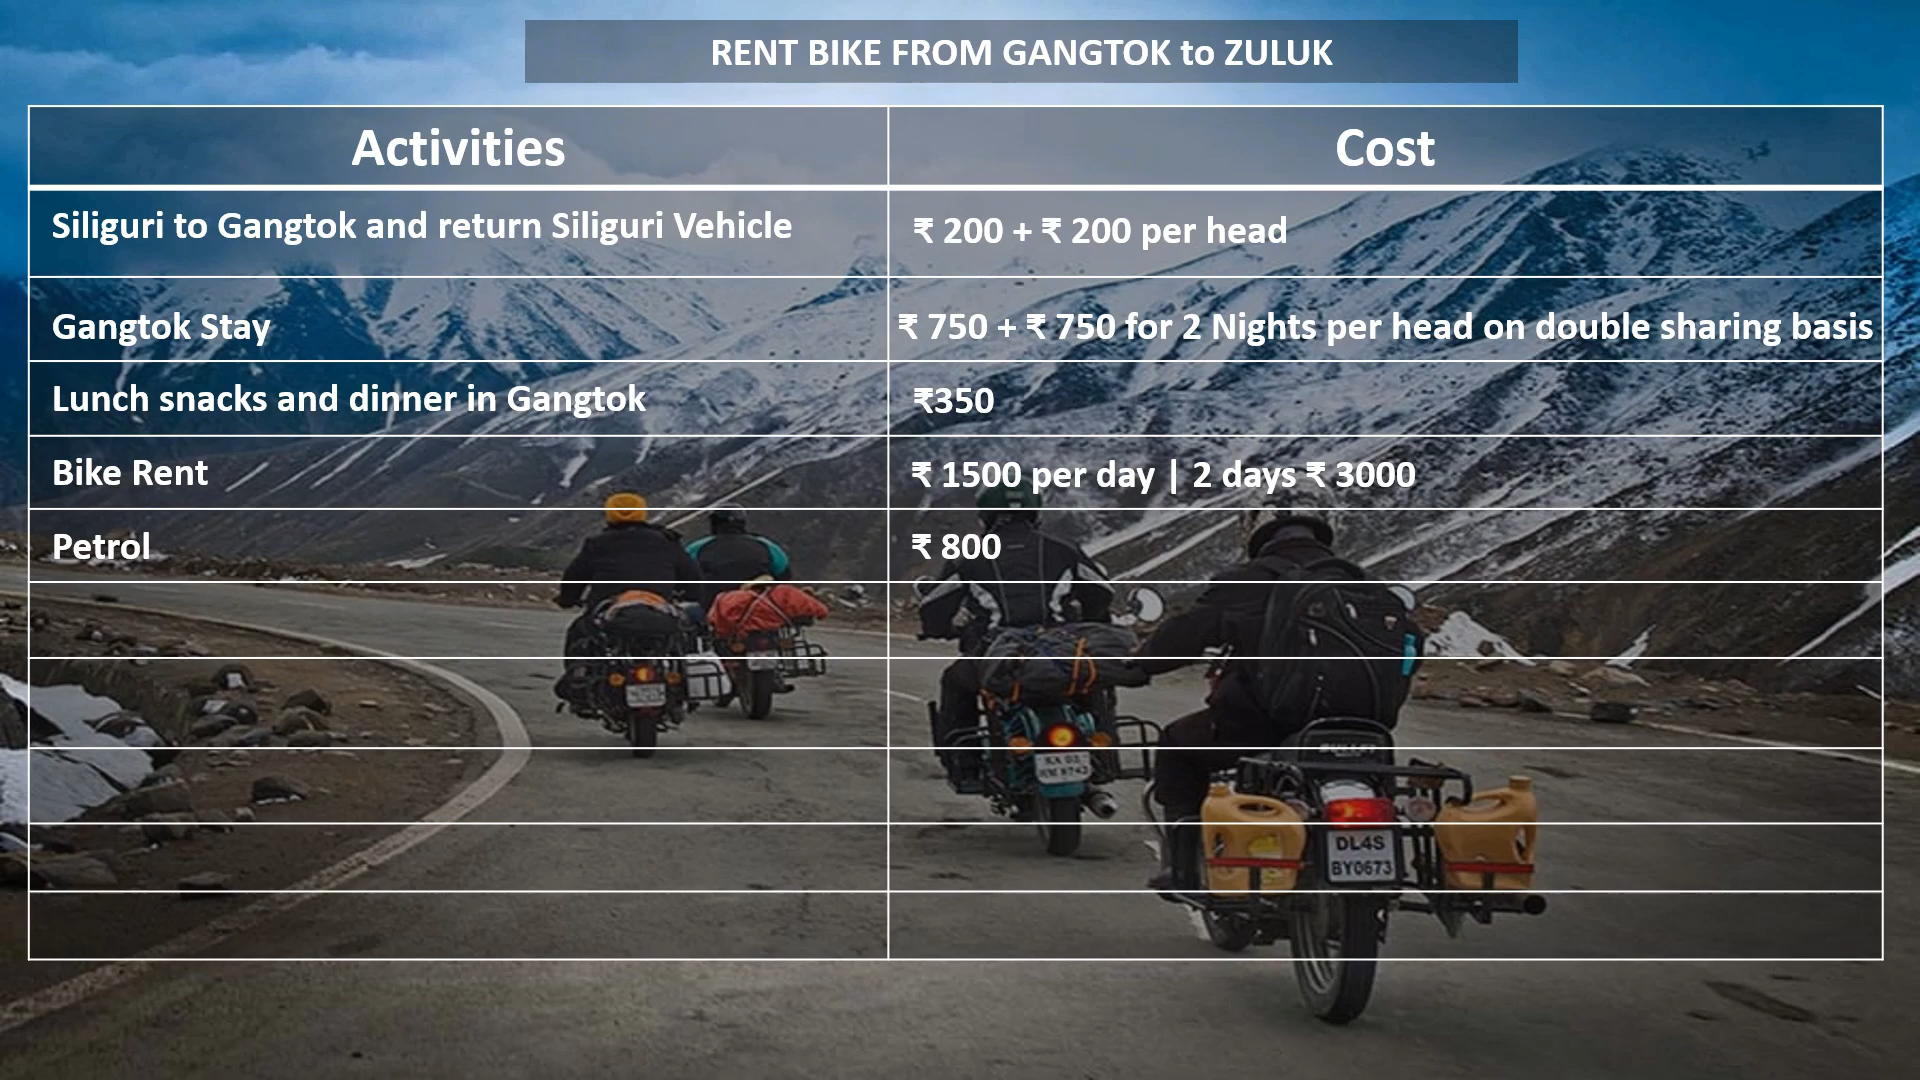 RENT BIKE FROM GANGTOK to ZULUK
Activities Cost
Siliguri to Gangtok and return Siliguri Vehicle ₹ 200 + ₹ 200 per head
Gangtok Stay ₹ 750 + ₹ 750 for 2 Nights per head on double sharing basis
Lunch snacks and dinner in Gangtok ₹350
Bike Rent ₹ 1500 per day | 2 days ₹ 3000
Petrol ₹ 800
DL4S
BY0673